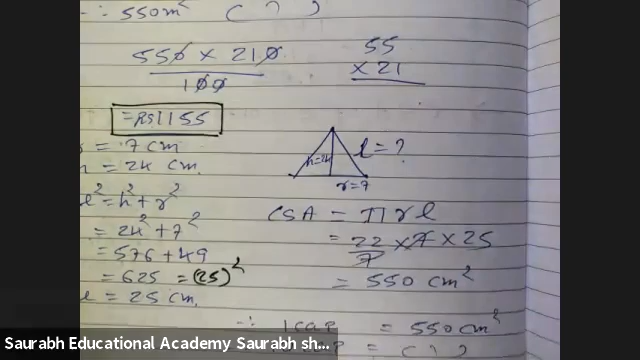 ∴ 550m² ( ? )
550 × 210
100
55
× 21
= RS1155
= 7 cm
= 24 cm.
l = ?
h=24
r=7
l² = h² + r²
= 24² + 7²
= 576 + 49
= 625 = (25)²
l = 25 cm.
CSA = πrl
= 22/7 × 7 × 25
= 550 cm²
∴ 1 cap = 550 cm²
cap = ( ? )
Saurabh Educational Academy Saurabh sh...